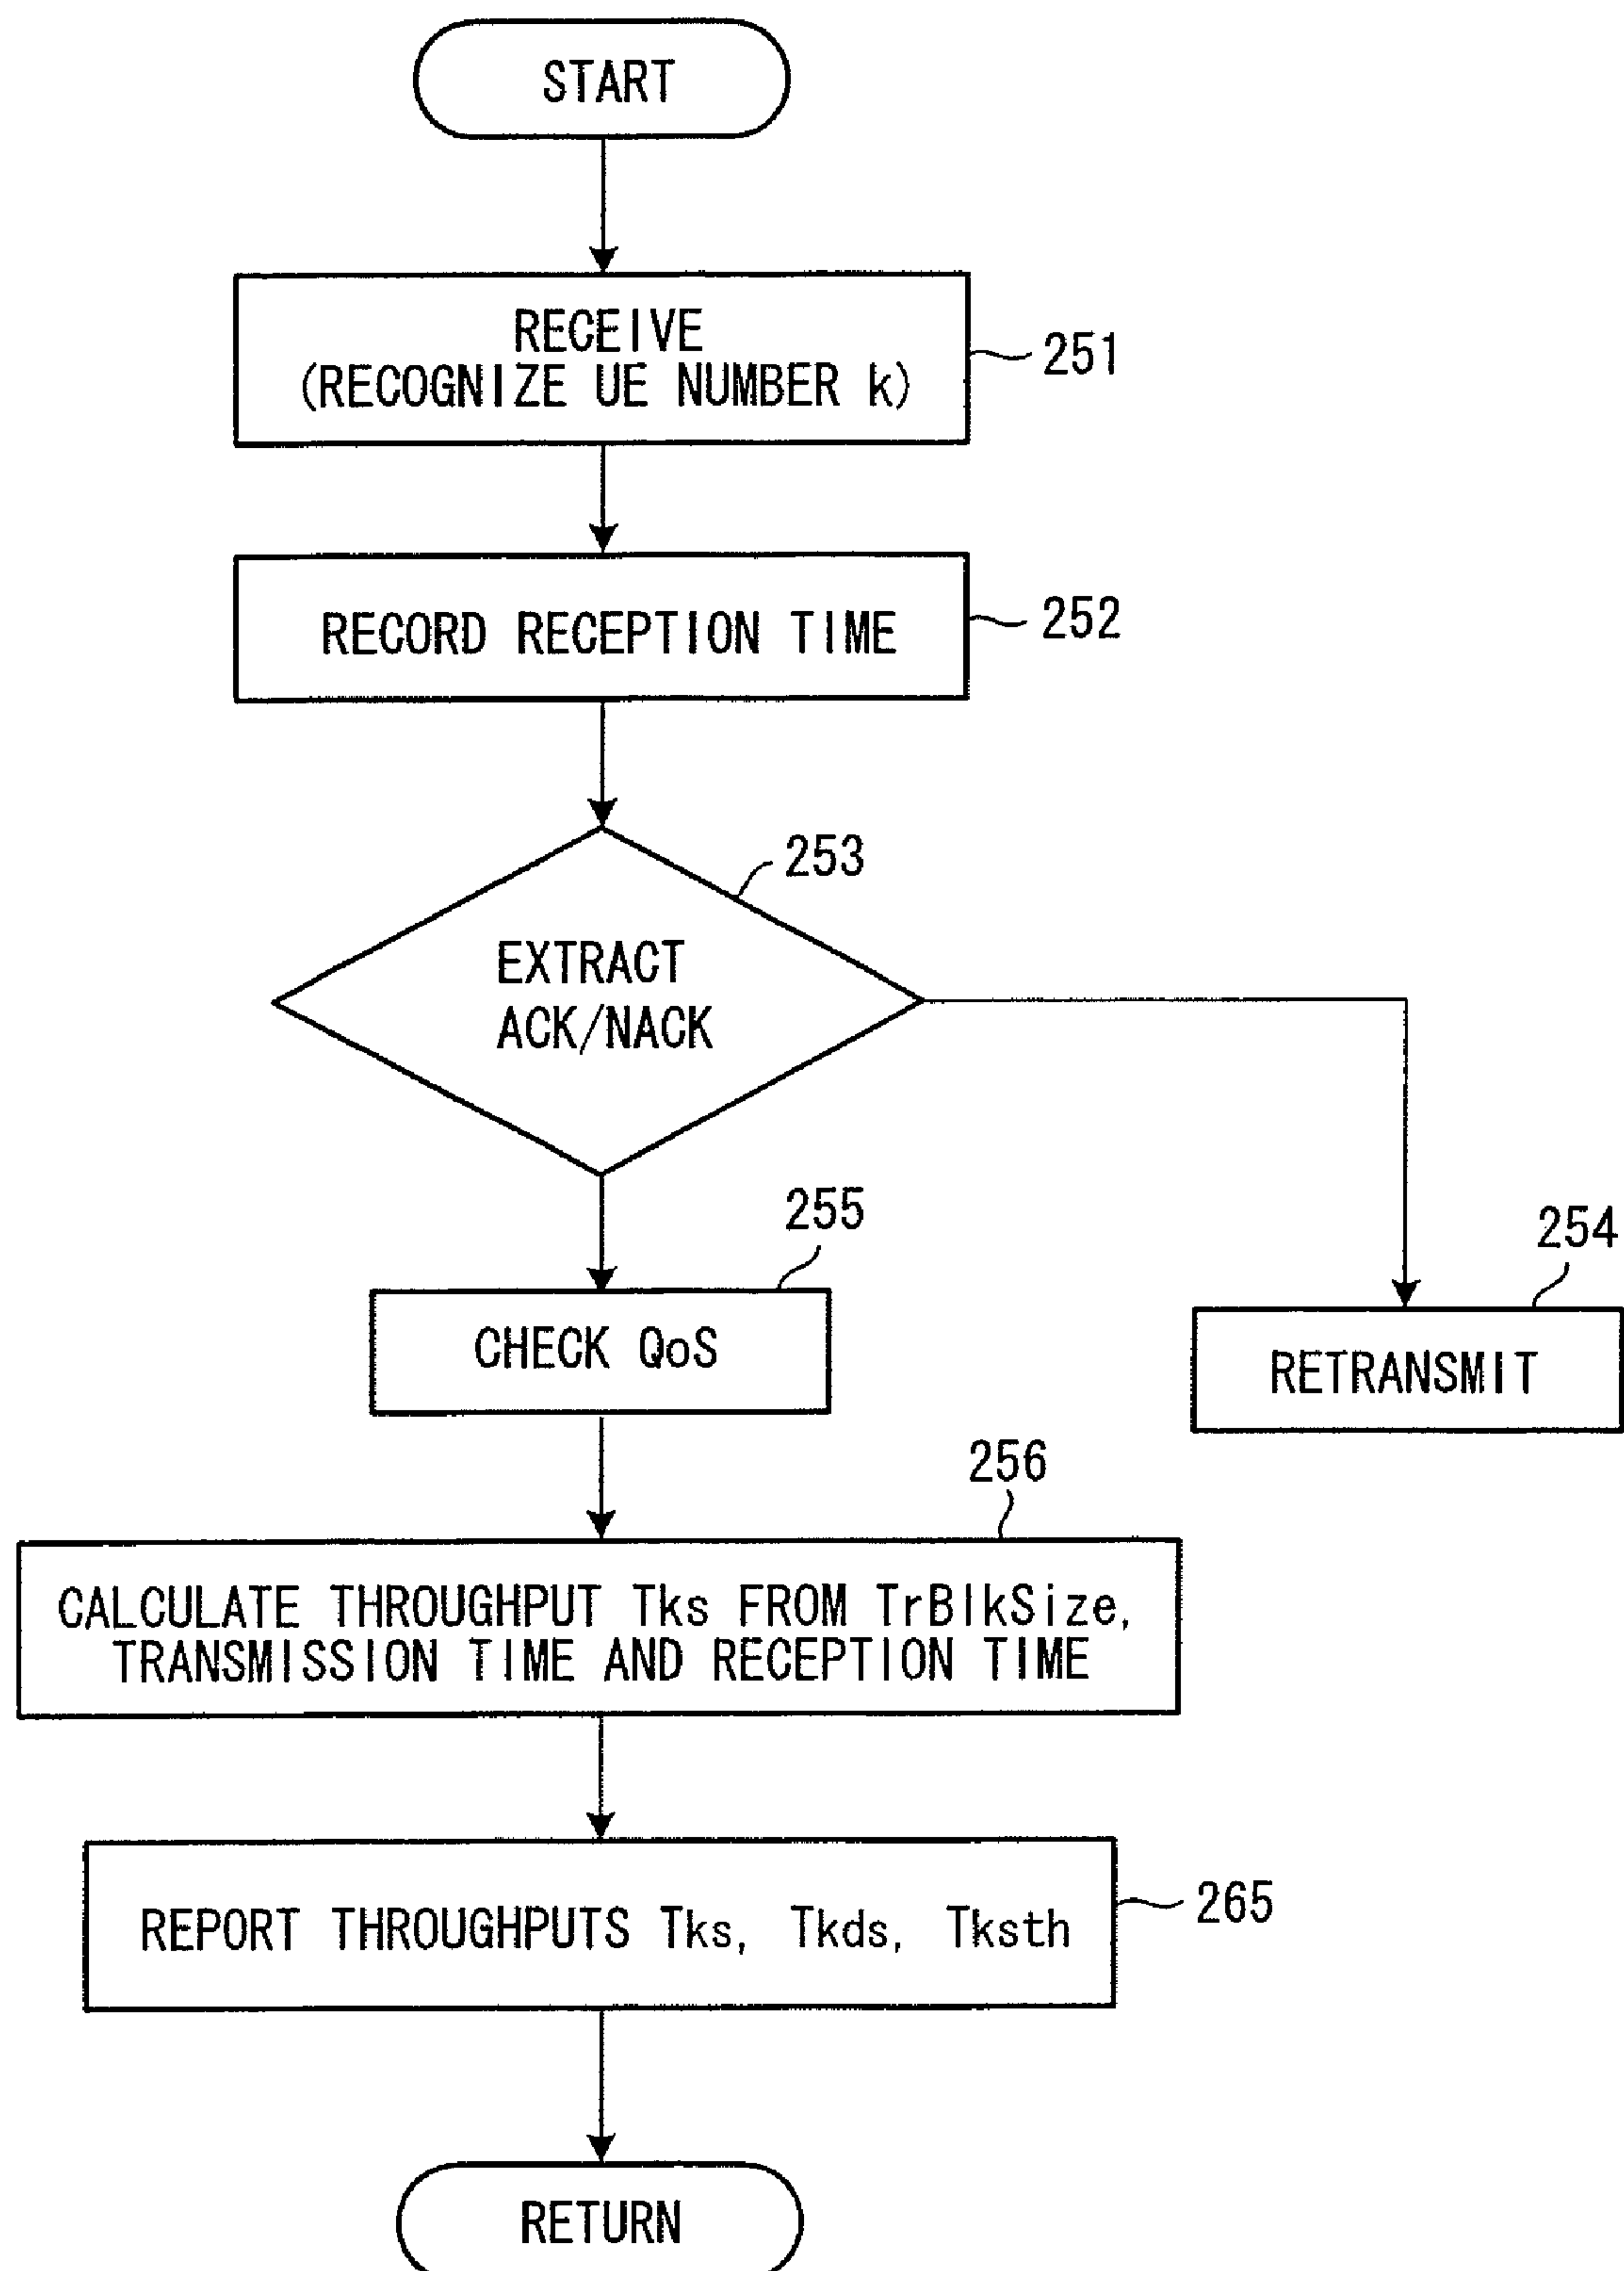 START
RECEIVE
(RECOGNIZE UE NUMBER k)
251
RECORD RECEPTION TIME
252
253
EXTRACT
ACK/NACK
255
CHECK QoS
254
RETRANSMIT
256
CALCULATE THROUGHPUT Tks FROM TrBlkSize,
TRANSMISSION TIME AND RECEPTION TIME
REPORT THROUGHPUTS Tks, Tkds, Tksth
265
RETURN